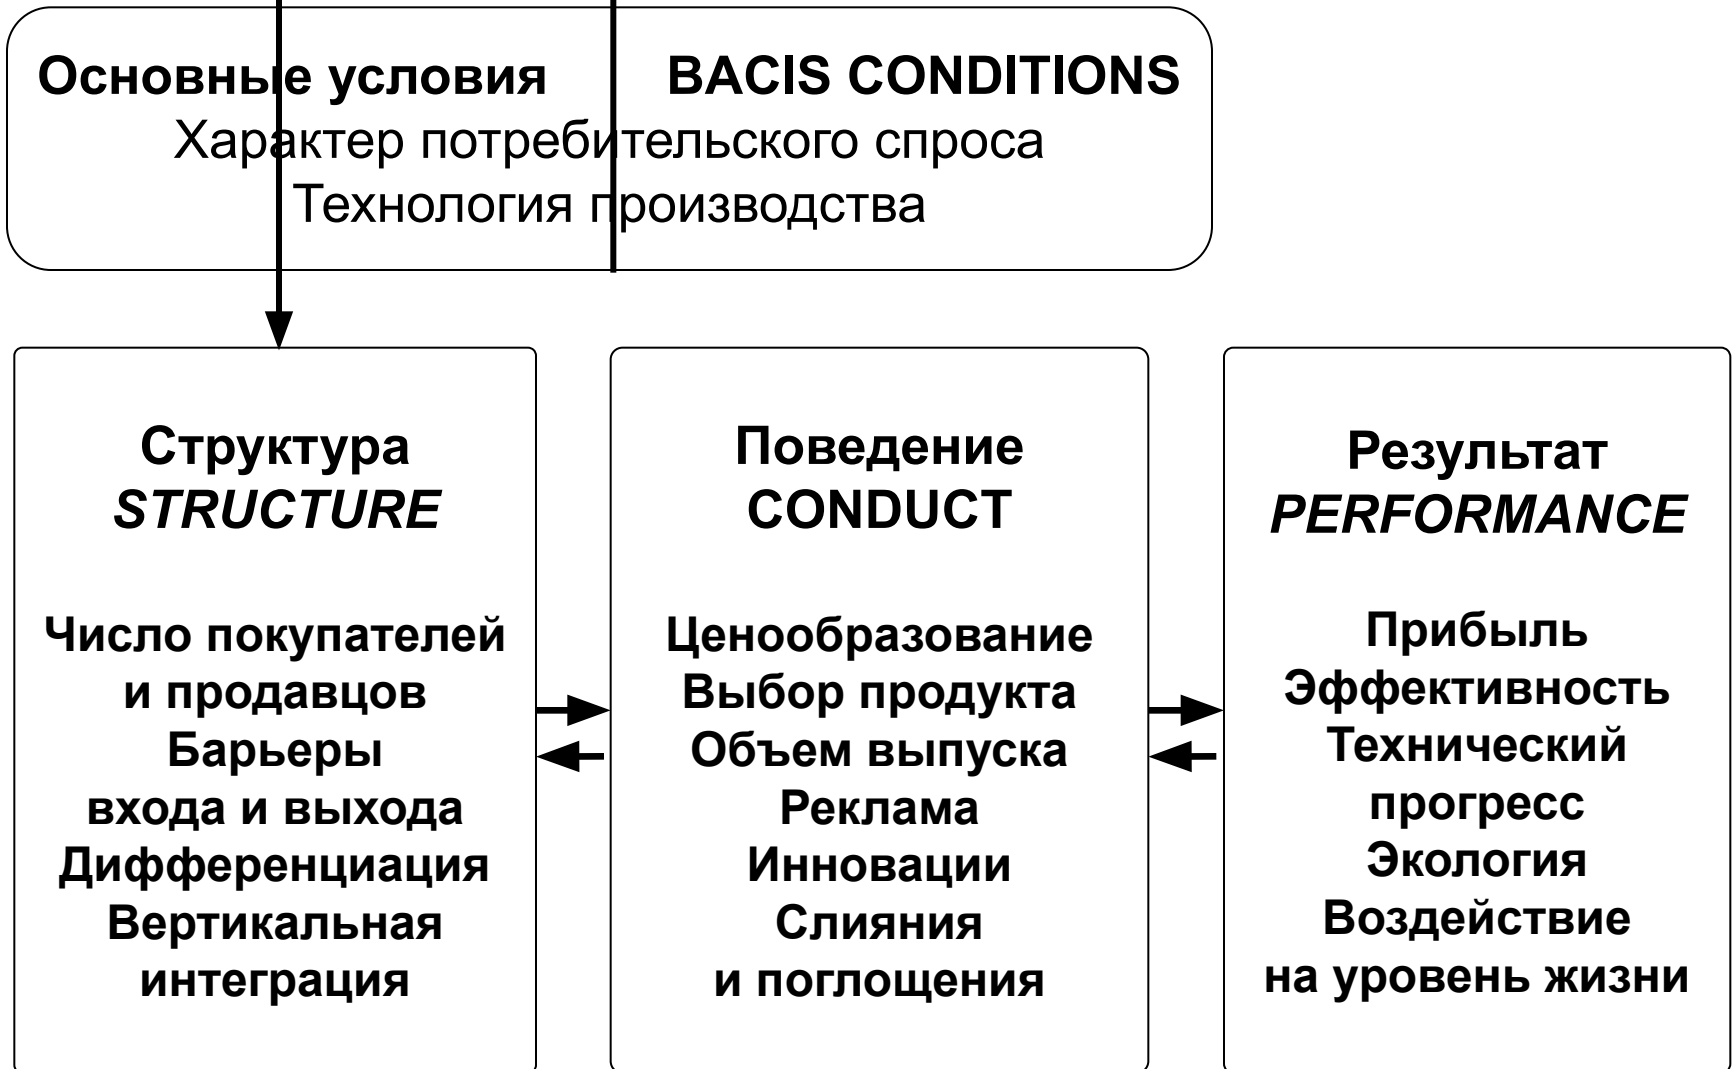 Основные условия BACIS CONDITIONS
Характер потребительского спроса
Технология производства
Структура
STRUCTURE
Число покупателей
и продавцов
Барьеры
входа и выхода
Дифференциация
Вертикальная
интеграция
Поведение
CONDUCT
Ценообразование
Выбор продукта
Объем выпуска
Реклама
Инновации
Слияния
и поглощения
Результат
PERFORMANCE
Прибыль
Эффективность
Технический
прогресс
Экология
Воздействие
на уровень жизни